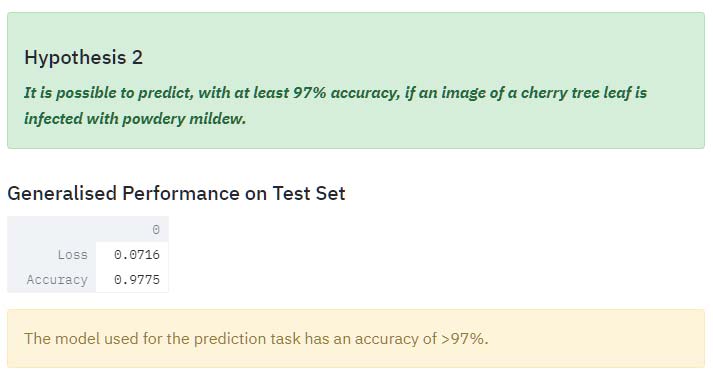 Hypothesis 2
It is possible to predict, with at least 97% accuracy, if an image of a cherry tree leaf is
infected with powdery mildew.
Generalised Performance on Test Set
0
Loss 0.0716
Accuracy 0.9775
The model used for the prediction task has an accuracy of >97%.